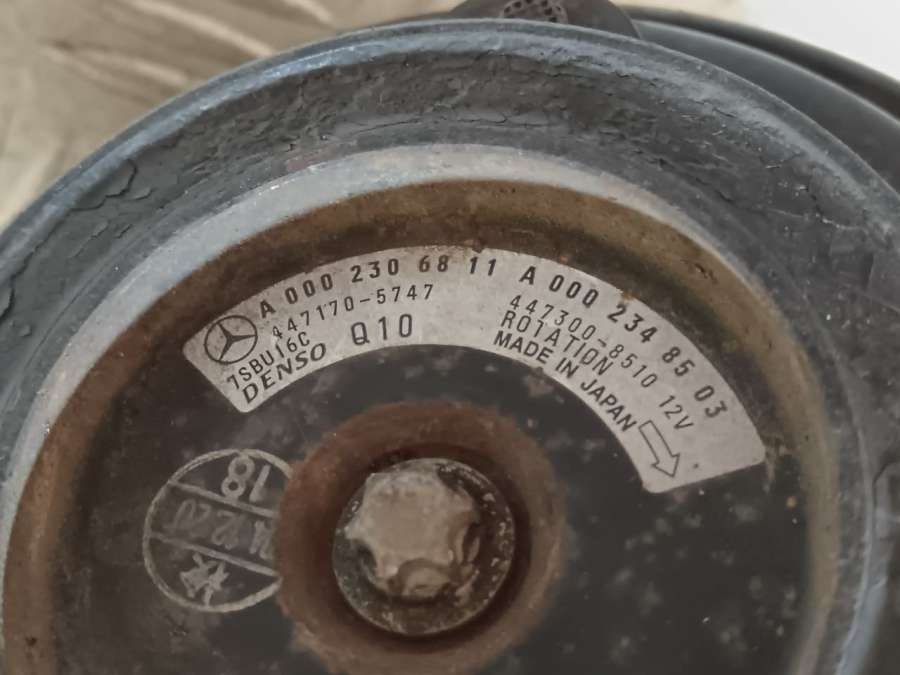 A 000 230 68 11 A 000 234 85 03
447170-5747 447300-8510 12V
7SBU16C ROTATION
DENSO Q10 MADE IN JAPAN
18